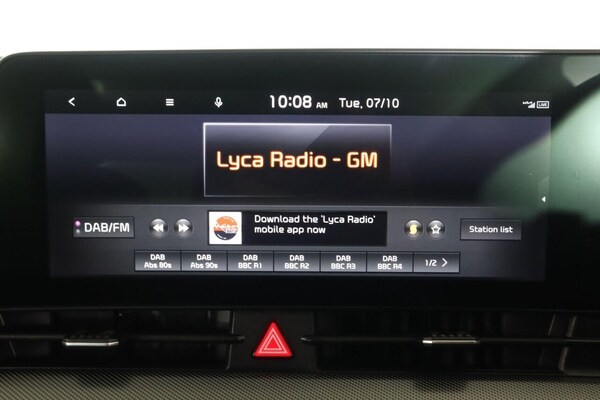 10:08 AM Tue, 07/10
LIVE
Lyca Radio - GM
DAB/FM
Download the 'Lyca Radio'
mobile app now
Station list
DAB
Abs 80s
DAB
Abs 90s
DAB
BBC R1
DAB
BBC R2
DAB
BBC R3
DAB
BBC R4
1/2 >